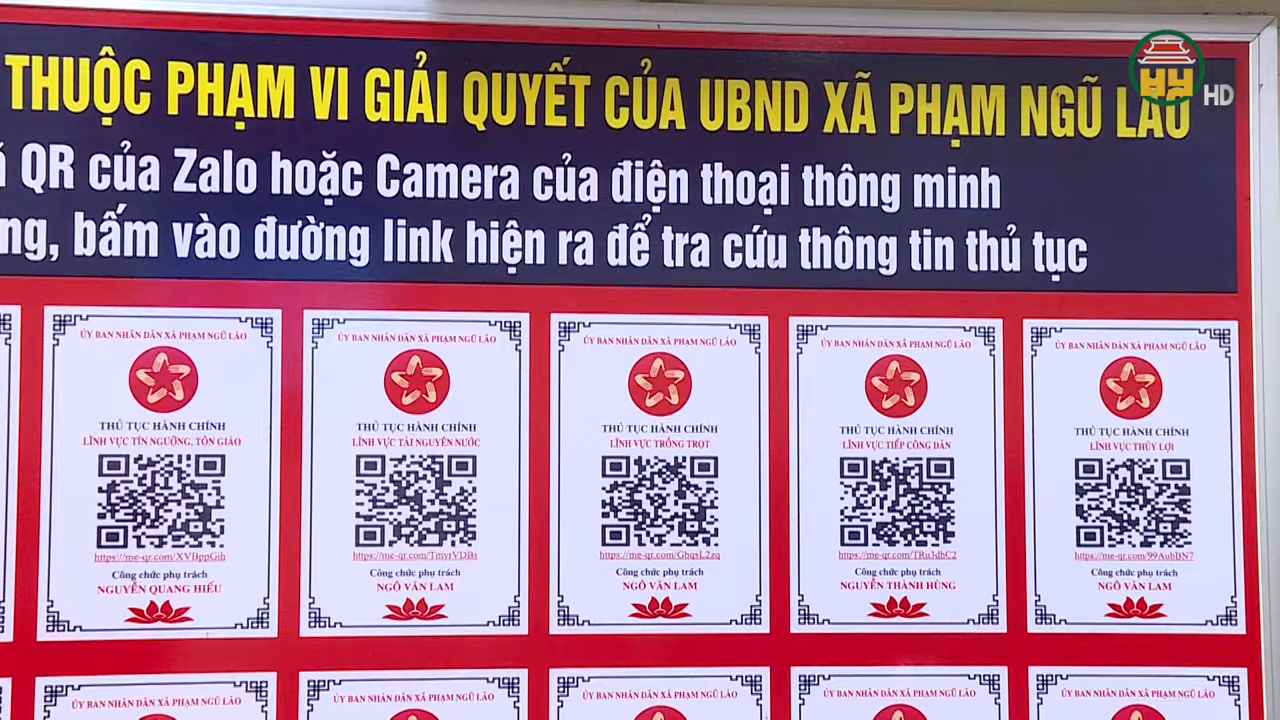 THUỘC PHẠM VI GIẢI QUYẾT CỦA UBND XÃ PHẠM NGŨ LÃO
HY HD
QR của Zalo hoặc Camera của điện thoại thông minh
ng, bấm vào đường link hiện ra để tra cứu thông tin thủ tục
ỦY BAN NHÂN DÂN XÃ PHẠM NGŨ LÃO
THỦ TỤC HÀNH CHÍNH
LĨNH VỰC TÍN NGƯỠNG, TÔN GIÁO
https://me-qr.com/XVBppGih
Công chức phụ trách
NGUYỄN QUANG HIẾU
ỦY BAN NHÂN DÂN XÃ PHẠM NGŨ LÃO
THỦ TỤC HÀNH CHÍNH
LĨNH VỰC TÀI NGUYÊN NƯỚC
https://me-qr.com/TmyrVDBs
Công chức phụ trách
NGÔ VĂN LAM
ỦY BAN NHÂN DÂN XÃ PHẠM NGŨ LÃO
THỦ TỤC HÀNH CHÍNH
LĨNH VỰC TRỒNG TRỌT
https://me-qr.com/GhqsL2zq
Công chức phụ trách
NGÔ VĂN LAM
ỦY BAN NHÂN DÂN XÃ PHẠM NGŨ LÃO
THỦ TỤC HÀNH CHÍNH
LĨNH VỰC TIẾP CÔNG DÂN
https://me-qr.com/TRu3dhC2
Công chức phụ trách
NGUYỄN THÀNH HÙNG
ỦY BAN NHÂN DÂN XÃ PHẠM NGŨ LÃO
THỦ TỤC HÀNH CHÍNH
LĨNH VỰC THỦY LỢI
https://me-qr.com/99AubBN7
Công chức phụ trách
NGÔ VĂN LAM
ỦY BAN NHÂN DÂN XÃ PHẠM NGŨ LÃO
ỦY BAN NHÂN DÂN XÃ PHẠM NGŨ LÃO
ỦY BAN NHÂN DÂN XÃ PHẠM NGŨ LÃO
ỦY BAN NHÂN DÂN XÃ PHẠM NGŨ LÃO
ỦY BAN NHÂN DÂN XÃ PHẠM NGŨ LÃO